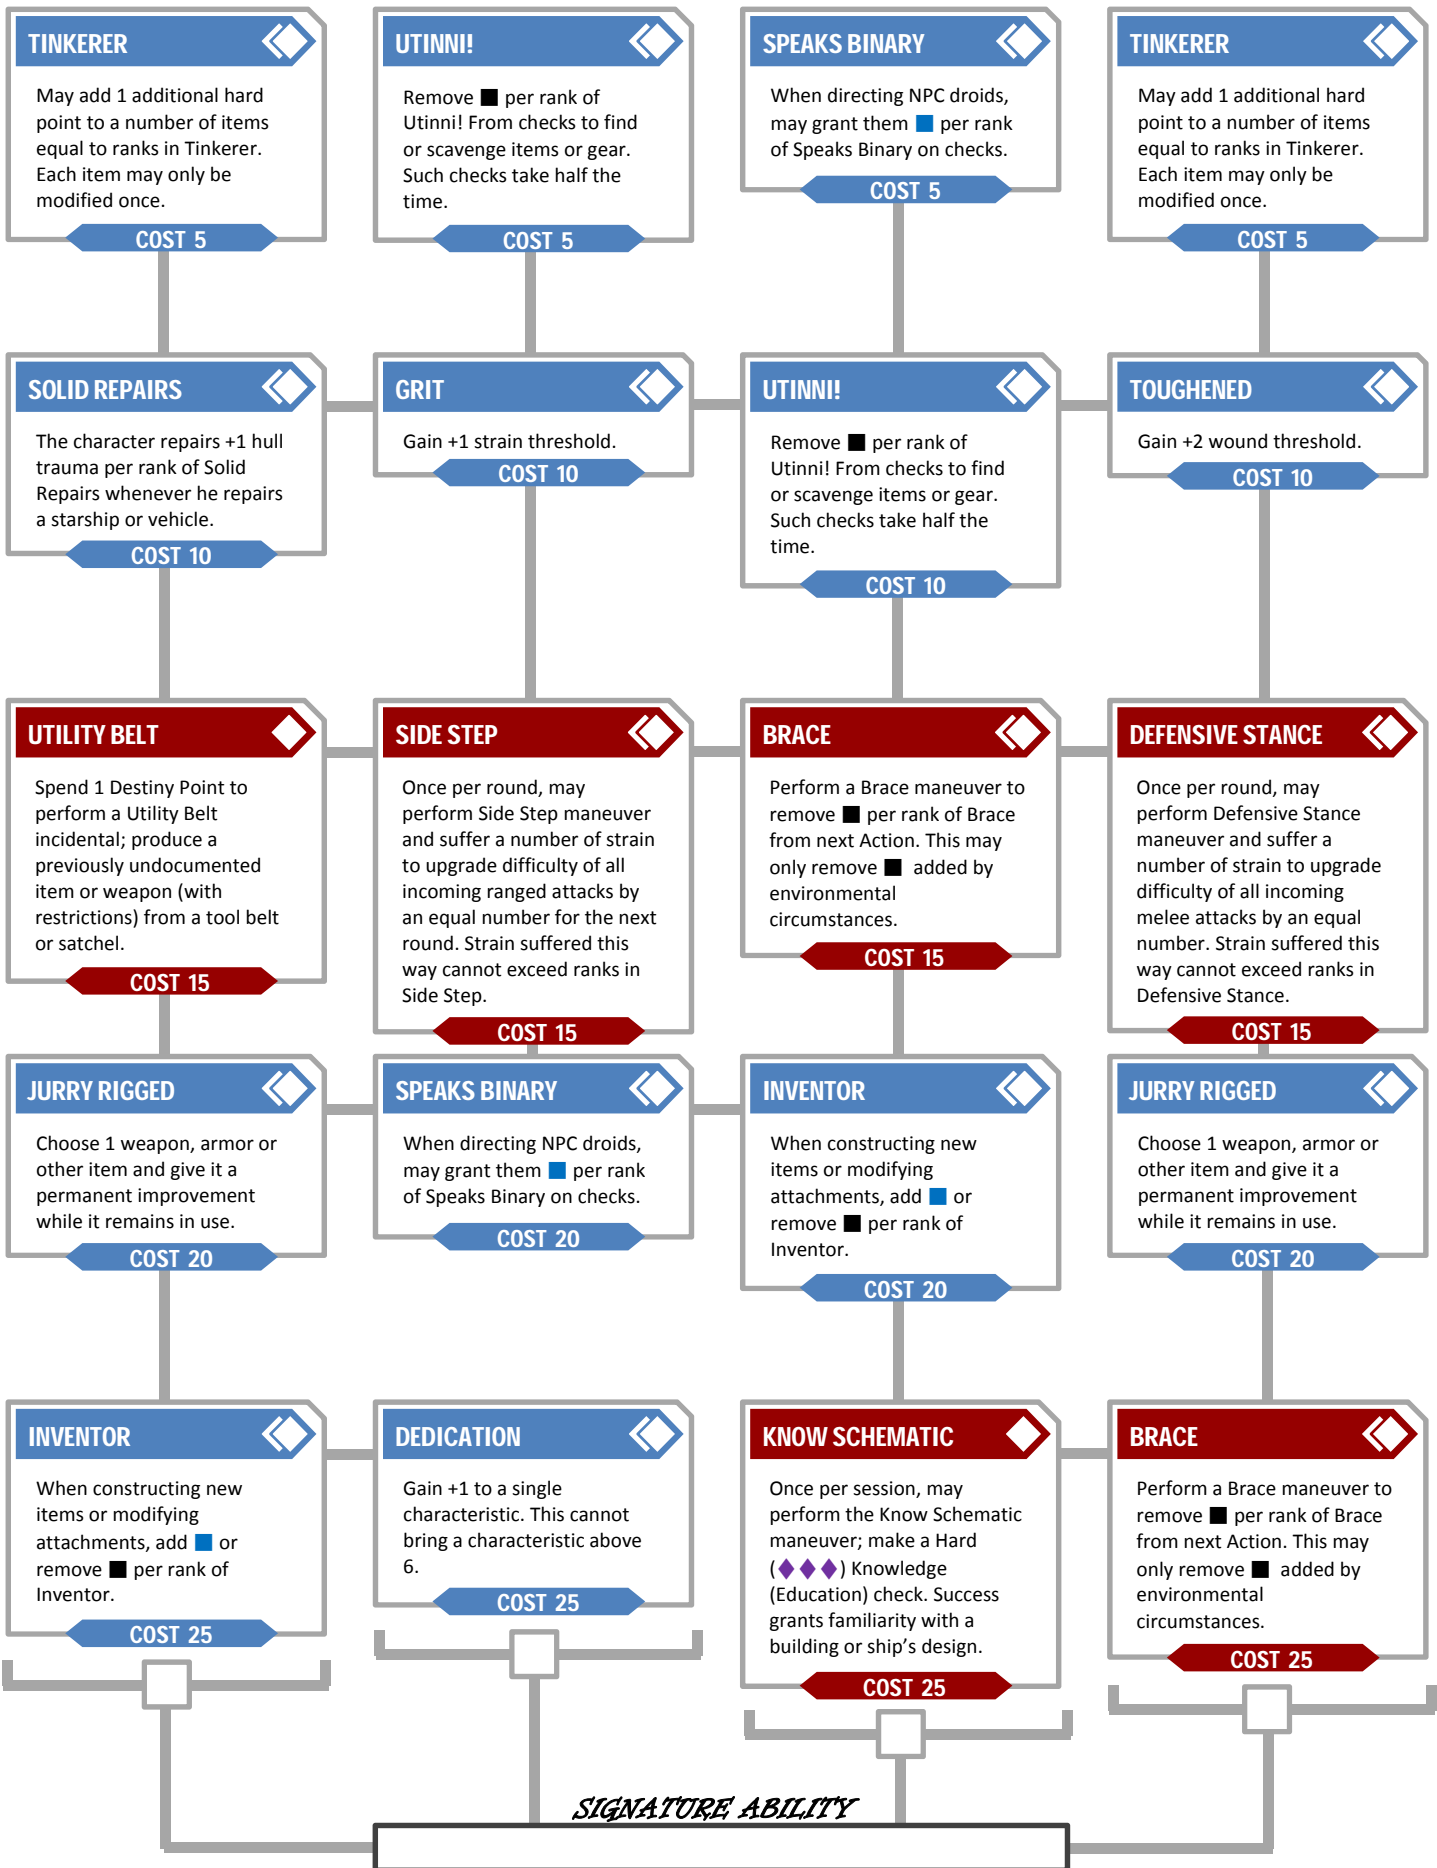 TINKERER
May add 1 additional hard
point to a number of items
equal to ranks in Tinkerer.
Each item may only be
modified once.
COST 5
UTINNI!
Remove ■ per rank of
Utinni! From checks to find
or scavenge items or gear.
Such checks take half the
time.
COST 5
SPEAKS BINARY
When directing NPC droids,
may grant them ■ per rank
of Speaks Binary on checks.
COST 5
TINKERER
May add 1 additional hard
point to a number of items
equal to ranks in Tinkerer.
Each item may only be
modified once.
COST 5
SOLID REPAIRS
The character repairs +1 hull
trauma per rank of Solid
Repairs whenever he repairs
a starship or vehicle.
COST 10
GRIT
Gain +1 strain threshold.
COST 10
UTINNI!
Remove ■ per rank of
Utinni! From checks to find
or scavenge items or gear.
Such checks take half the
time.
COST 10
TOUGHENED
Gain +2 wound threshold.
COST 10
UTILITY BELT
Spend 1 Destiny Point to
perform a Utility Belt
incidental; produce a
previously undocumented
item or weapon (with
restrictions) from a tool belt
or satchel.
COST 15
SIDE STEP
Once per round, may
perform Side Step maneuver
and suffer a number of strain
to upgrade difficulty of all
incoming ranged attacks by
an equal number for the next
round. Strain suffered this
way cannot exceed ranks in
Side Step.
COST 15
BRACE
Perform a Brace maneuver to
remove ■ per rank of Brace
from next Action. This may
only remove ■ added by
environmental
circumstances.
COST 15
DEFENSIVE STANCE
Once per round, may
perform Defensive Stance
maneuver and suffer a
number of strain to upgrade
difficulty of all incoming
melee attacks by an equal
number. Strain suffered this
way cannot exceed ranks in
Defensive Stance.
COST 15
JURRY RIGGED
Choose 1 weapon, armor or
other item and give it a
permanent improvement
while it remains in use.
COST 20
SPEAKS BINARY
When directing NPC droids,
may grant them ■ per rank
of Speaks Binary on checks.
COST 20
INVENTOR
When constructing new
items or modifying
attachments, add ■ or
remove ■ per rank of
Inventor.
COST 20
JURRY RIGGED
Choose 1 weapon, armor or
other item and give it a
permanent improvement
while it remains in use.
COST 20
INVENTOR
When constructing new
items or modifying
attachments, add ■ or
remove ■ per rank of
Inventor.
COST 25
DEDICATION
Gain +1 to a single
characteristic. This cannot
bring a characteristic above
6.
COST 25
KNOW SCHEMATIC
Once per session, may
perform the Know Schematic
maneuver; make a Hard
(♦♦♦) Knowledge
(Education) check. Success
grants familiarity with a
building or ship's design.
COST 25
BRACE
Perform a Brace maneuver to
remove ■ per rank of Brace
from next Action. This may
only remove ■ added by
environmental
circumstances.
COST 25
SIGNATURE ABILITY